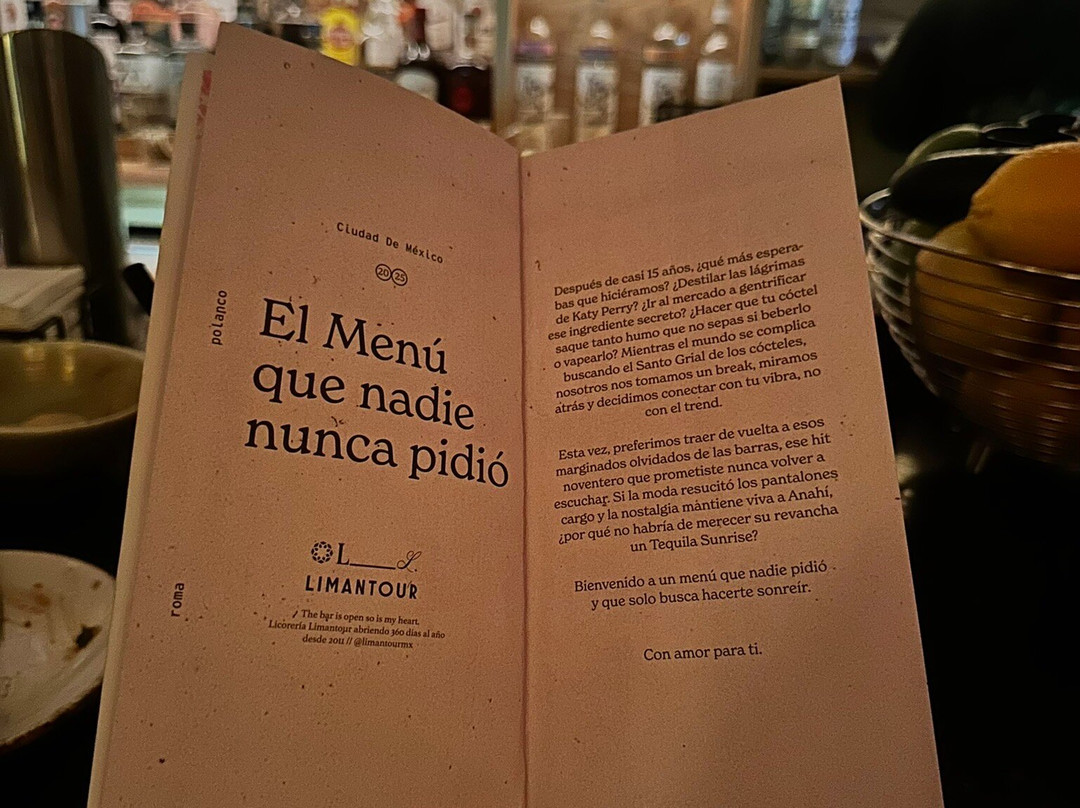 Ciudad De México
20 25
polanco
El Menú
que nadie
nunca pidió
L
LIMANTOUR
roma
The bar is open so is my heart.
Licorería Limantour abriendo 360 días al año
desde 2011 // @limantourmx
Después de casi 15 años, ¿qué más espera-
bas que hiciéramos? ¿Destilar las lágrimas
de Katy Perry? ¿Ir al mercado a gentrificar
ese ingrediente secreto? ¿Hacer que tu cóctel
saque tanto humo que no sepas si beberlo
o vapearlo? Mientras el mundo se complica
buscando el Santo Grial de los cócteles,
nosotros nos tomamos un break, miramos
atrás y decidimos conectar con tu vibra, no
con el trend.
Esta vez, preferimos traer de vuelta a esos
marginados olvidados de las barras, ese hit
noventero que prometiste nunca volver a
escuchar. Si la moda resucitó los pantalones
cargo y la nostalgia mantiene viva a Anahí,
¿por qué no habría de merecer su revancha
un Tequila Sunrise?
Bienvenido a un menú que nadie pidió
y que solo busca hacerte sonreír.
Con amor para ti.